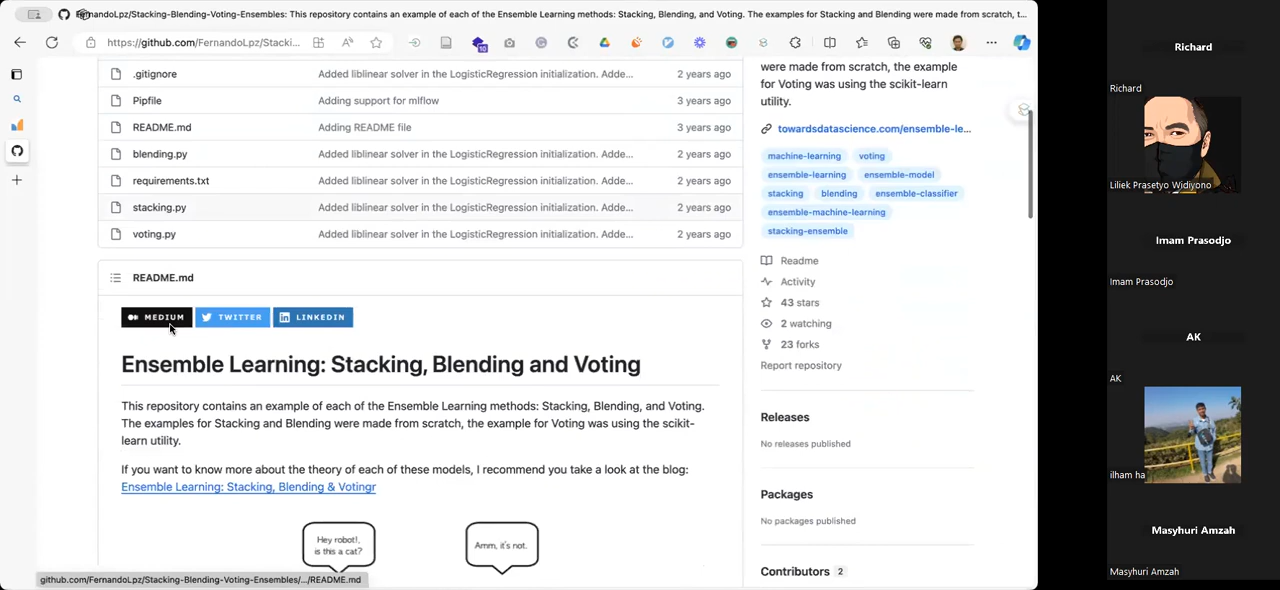 FernandoLpz/Stacking-Blending-Voting-Ensembles: This repository contains an example of each of the Ensemble Learning methods: Stacking, Blending, and Voting. The examples for Stacking and Blending were made from scratch, t...
https://github.com/FernandoLpz/Stacki...
10
.gitignore Added liblinear solver in the LogisticRegression initialization. Adde... 2 years ago
Pipfile Adding support for mlflow 3 years ago
README.md Adding README file 3 years ago
blending.py Added liblinear solver in the LogisticRegression initialization. Adde... 2 years ago
requirements.txt Added liblinear solver in the LogisticRegression initialization. Adde... 2 years ago
stacking.py Added liblinear solver in the LogisticRegression initialization. Adde... 2 years ago
voting.py Added liblinear solver in the LogisticRegression initialization. Adde... 2 years ago
README.md
MEDIUM TWITTER LINKEDIN
Ensemble Learning: Stacking, Blending and Voting
This repository contains an example of each of the Ensemble Learning methods: Stacking, Blending, and Voting.
The examples for Stacking and Blending were made from scratch, the example for Voting was using the scikit-
learn utility.
If you want to know more about the theory of each of these models, I recommend you take a look at the blog:
Ensemble Learning: Stacking, Blending & Votingr
Hey robot!,
is this a cat?
Amm, it's not.
github.com/FernandoLpz/Stacking-Blending-Voting-Ensembles/.../README.md
were made from scratch, the example
for Voting was using the scikit-learn
utility.
towardsdatascience.com/ensemble-le...
machine-learning voting
ensemble-learning ensemble-model
stacking blending ensemble-classifier
ensemble-machine-learning
stacking-ensemble
Readme
Activity
43 stars
2 watching
23 forks
Report repository
Releases
No releases published
Packages
No packages published
Contributors 2
Richard
Richard
Liliek Prasetyo Widiyono
Imam Prasodjo
Imam Prasodjo
AK
AK
ilham ha
Masyhuri Amzah
Masyhuri Amzah